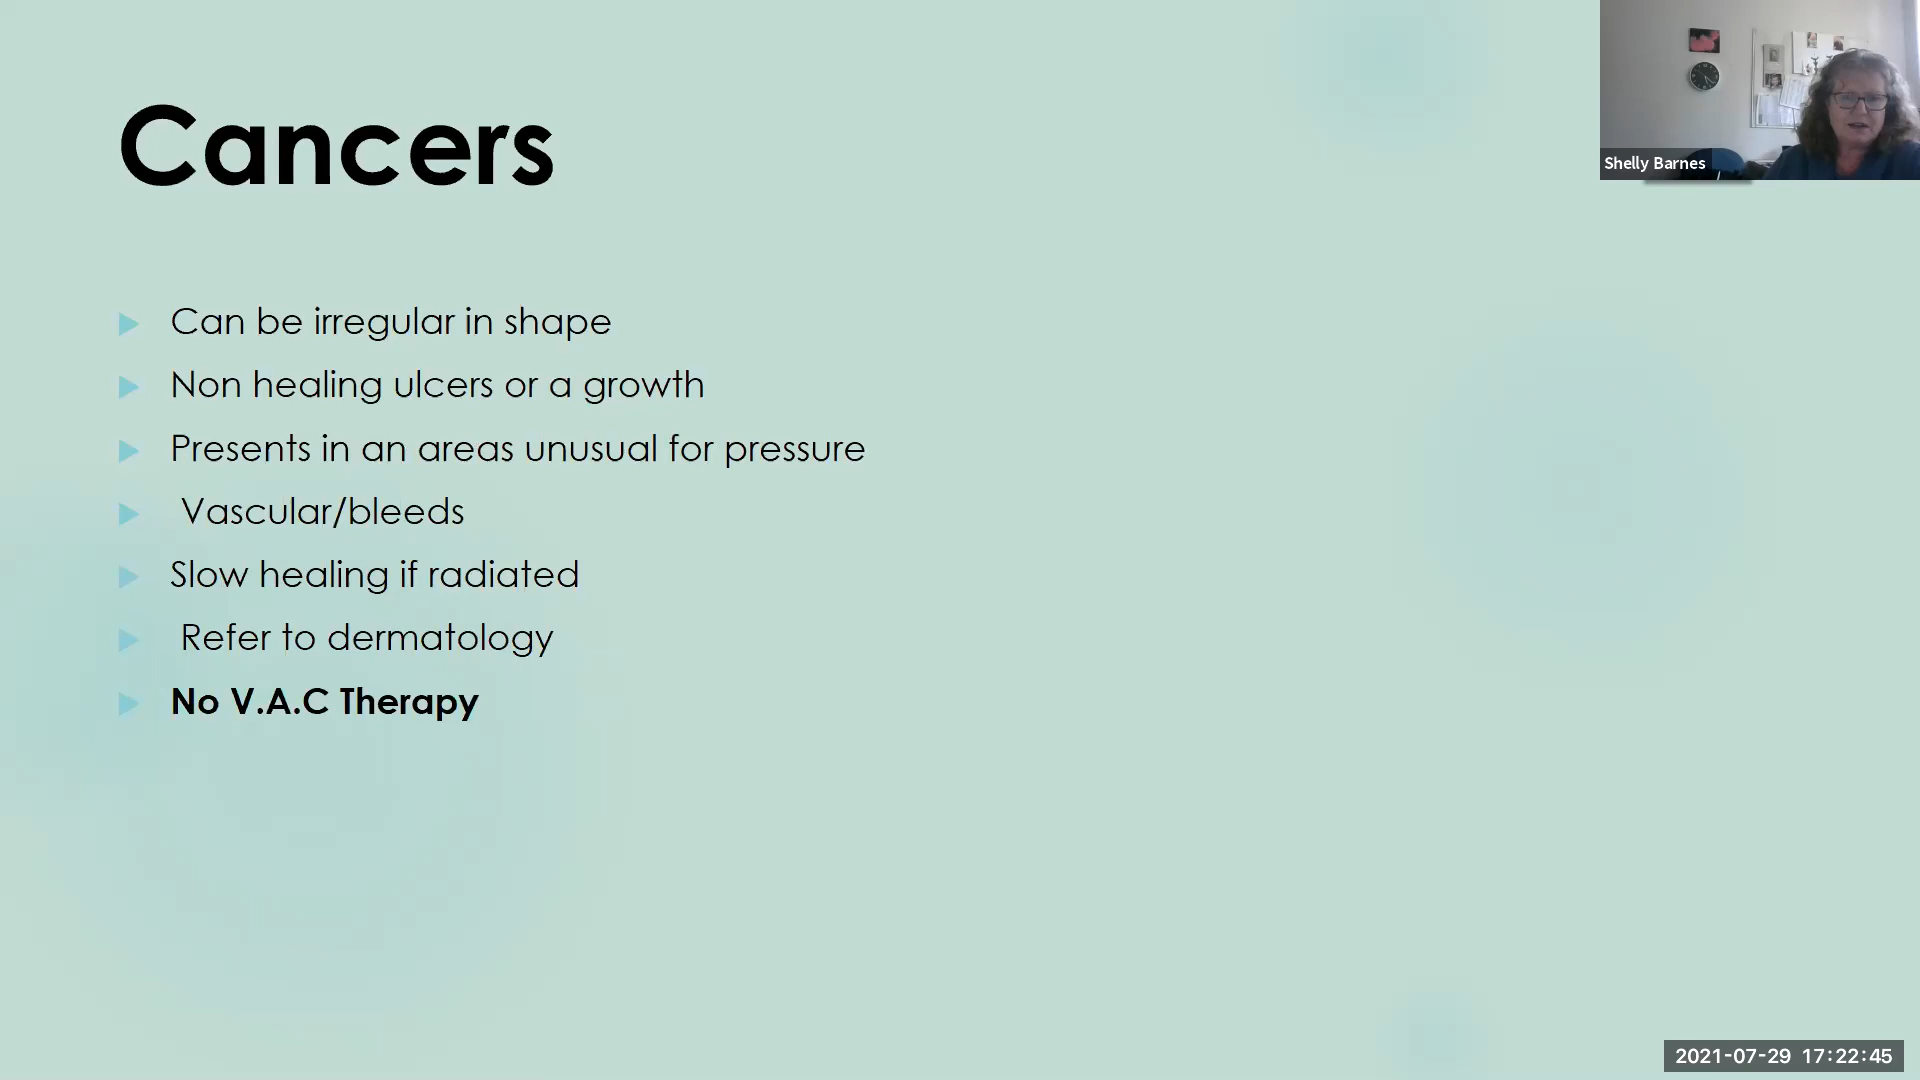 Cancers
Can be irregular in shape
Non healing ulcers or a growth
Presents in an areas unusual for pressure
Vascular/bleeds
Slow healing if radiated
Refer to dermatology
No V.A.C Therapy
Shelly Barnes
2021-07-29 17:22:45